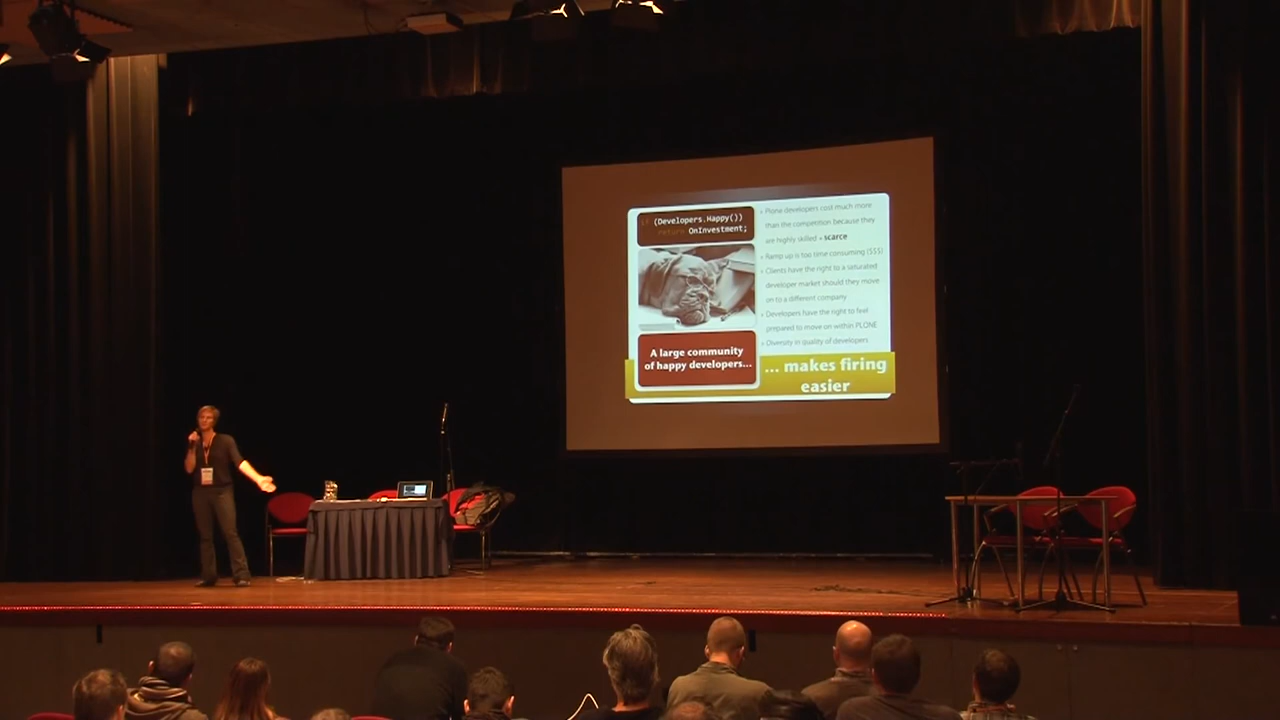 if (Developers.Happy())
return OnInvestment;
A large community
of happy developers...
» Plone developers cost much more
than the competition because they
are highly skilled + scarce
» Ramp up is too time consuming ($$$)
» Clients have the right to a saturated
developer market should they move
on to a different company
» Developers have the right to feel
prepared to move on within PLONE
» Diversity in quality of developers
... makes firing
easier